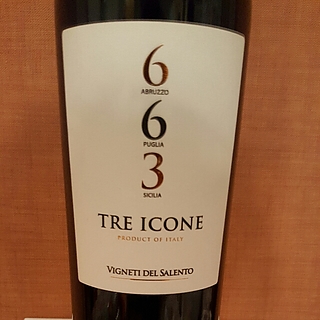 6
ABRUZZO
6
PUGLIA
3
SICILIA
TRE ICONE
PRODUCT OF ITALY
VIGNETI DEL SALENTO